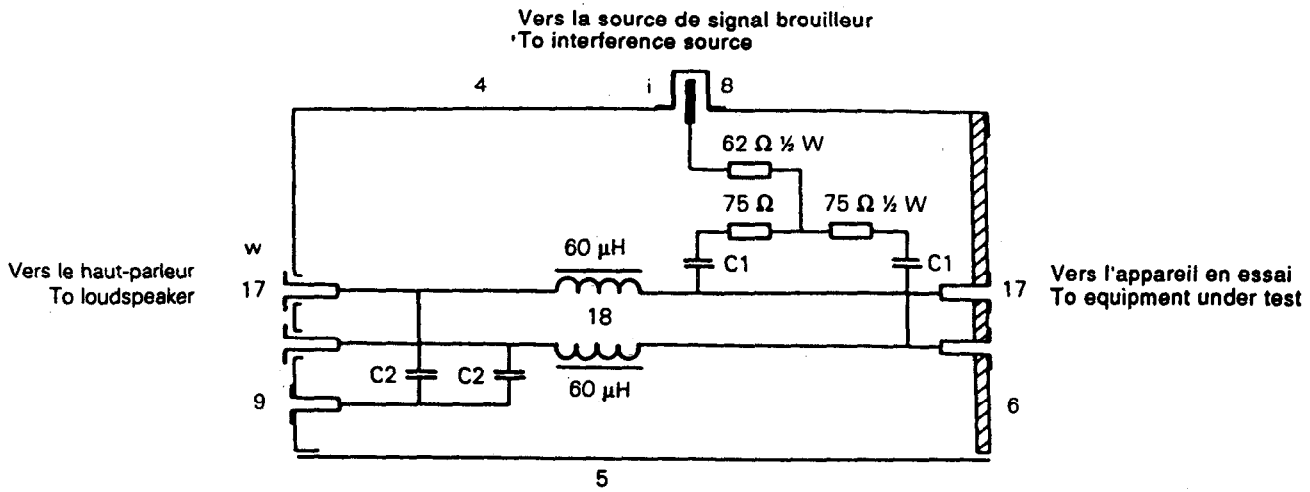 Vers la source de signal brouilleur
To interference source
4
i
8
62 Ω ½ W
75 Ω
75 Ω ½ W
w
60 µH
C1
C1
Vers le haut-parleur
To loudspeaker
17
17
Vers l'appareil en essai
To equipment under test
18
C2
C2
60 µH
9
6
5